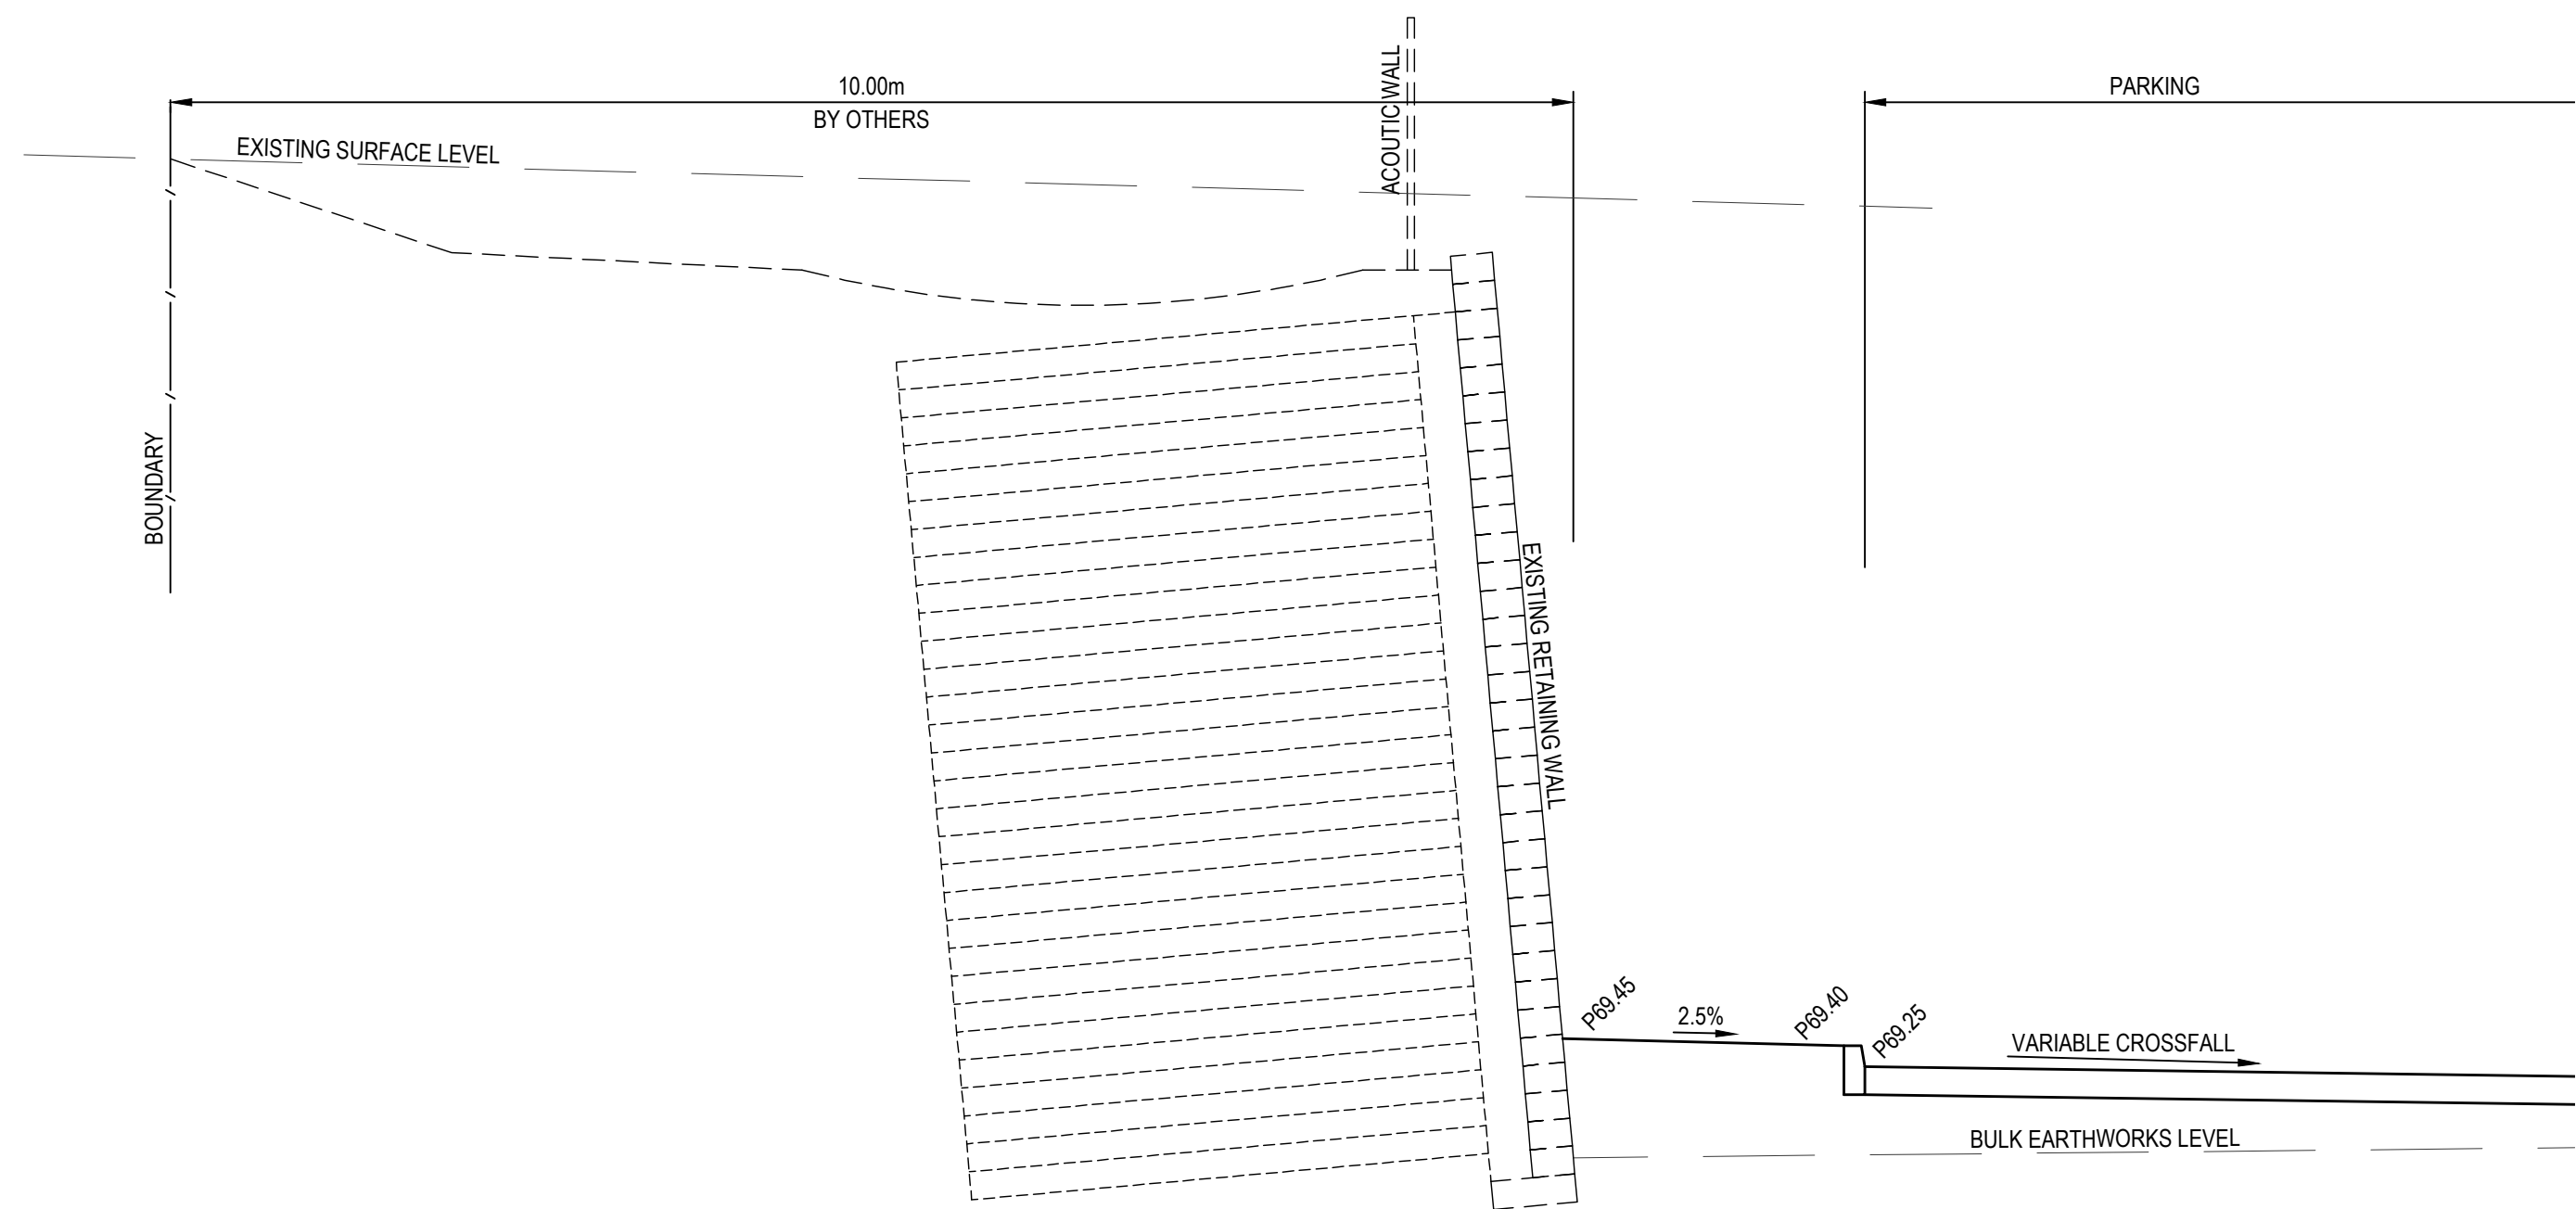 10.00m
BY OTHERS
ACOUTIC WALL
PARKING
EXISTING SURFACE LEVEL
BOUNDARY
EXISTING RETAINING WALL
P69.45
2.5%
P69.40
P69.25
VARIABLE CROSSFALL
BULK EARTHWORKS LEVEL